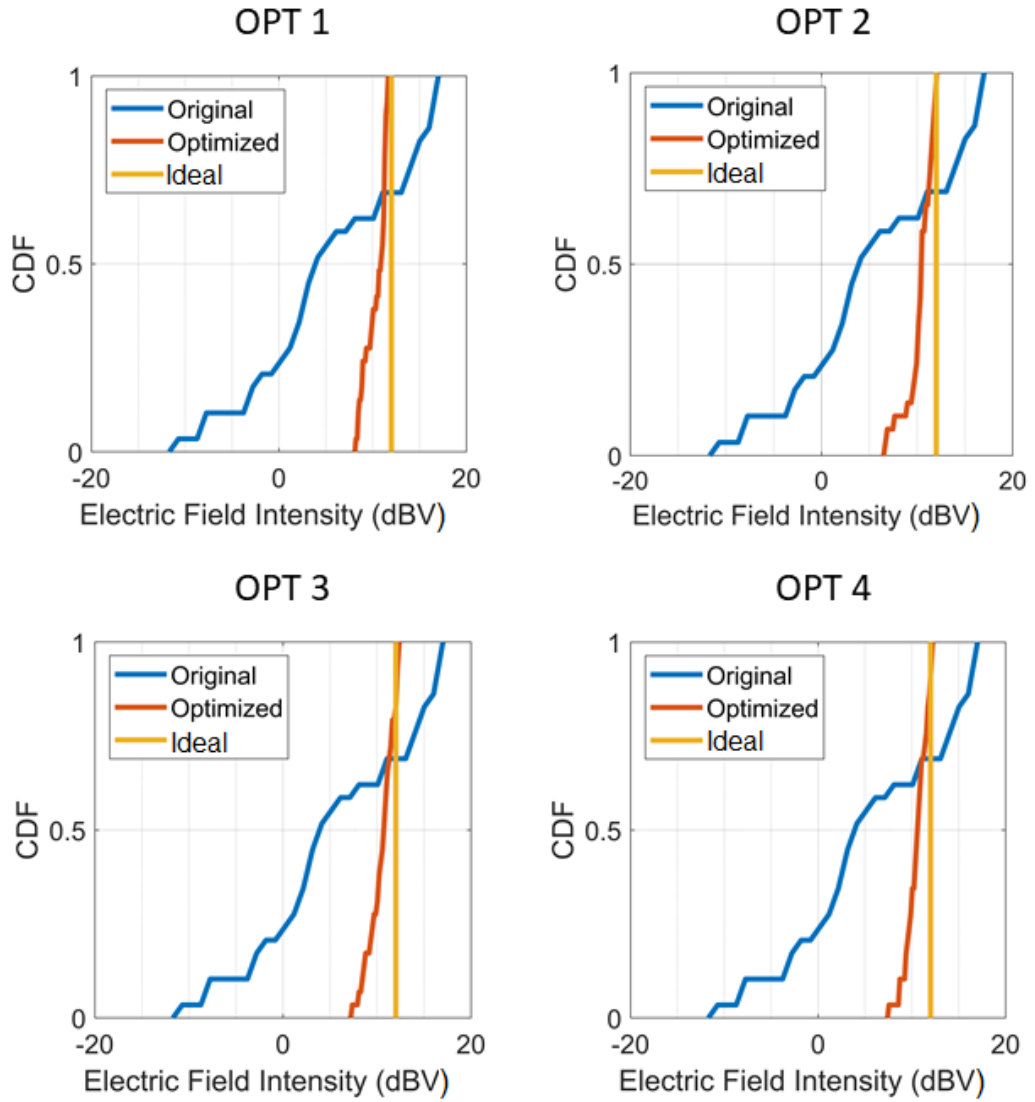 OPT 1
OPT 2
1
Original
Optimized
Ideal
CDF
0.5
0
-20
0
20
Electric Field Intensity (dBV)
1
Original
Optimized
Ideal
CDF
0.5
0
-20
0
20
Electric Field Intensity (dBV)
OPT 3
OPT 4
1
Original
Optimized
Ideal
CDF
0.5
0
-20
0
20
Electric Field Intensity (dBV)
1
Original
Optimized
Ideal
CDF
0.5
0
-20
0
20
Electric Field Intensity (dBV)